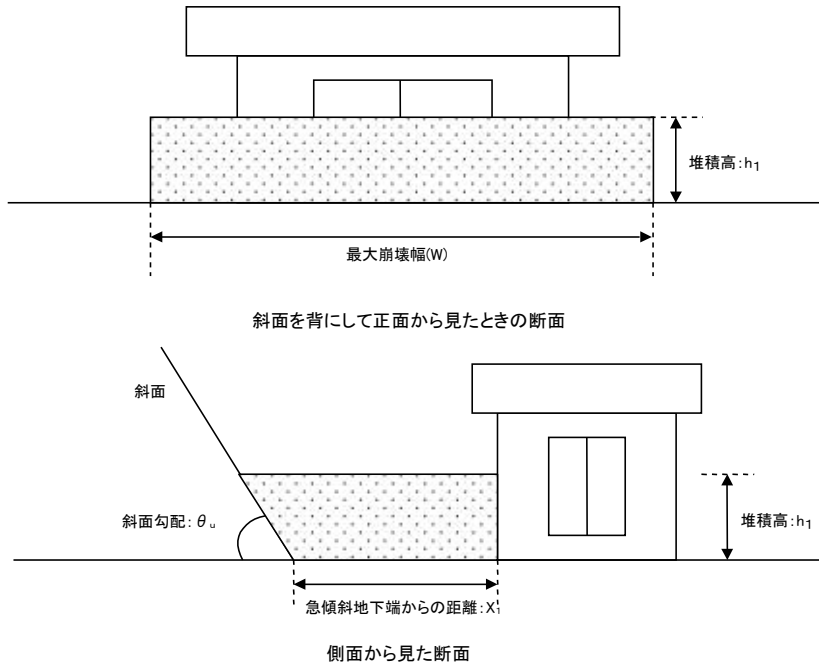 堆積高:h1
最大崩壊幅(W)
斜面を背にして正面から見たときの断面
斜面
斜面勾配:θu
堆積高:h1
急傾斜地下端からの距離:X1
側面から見た断面